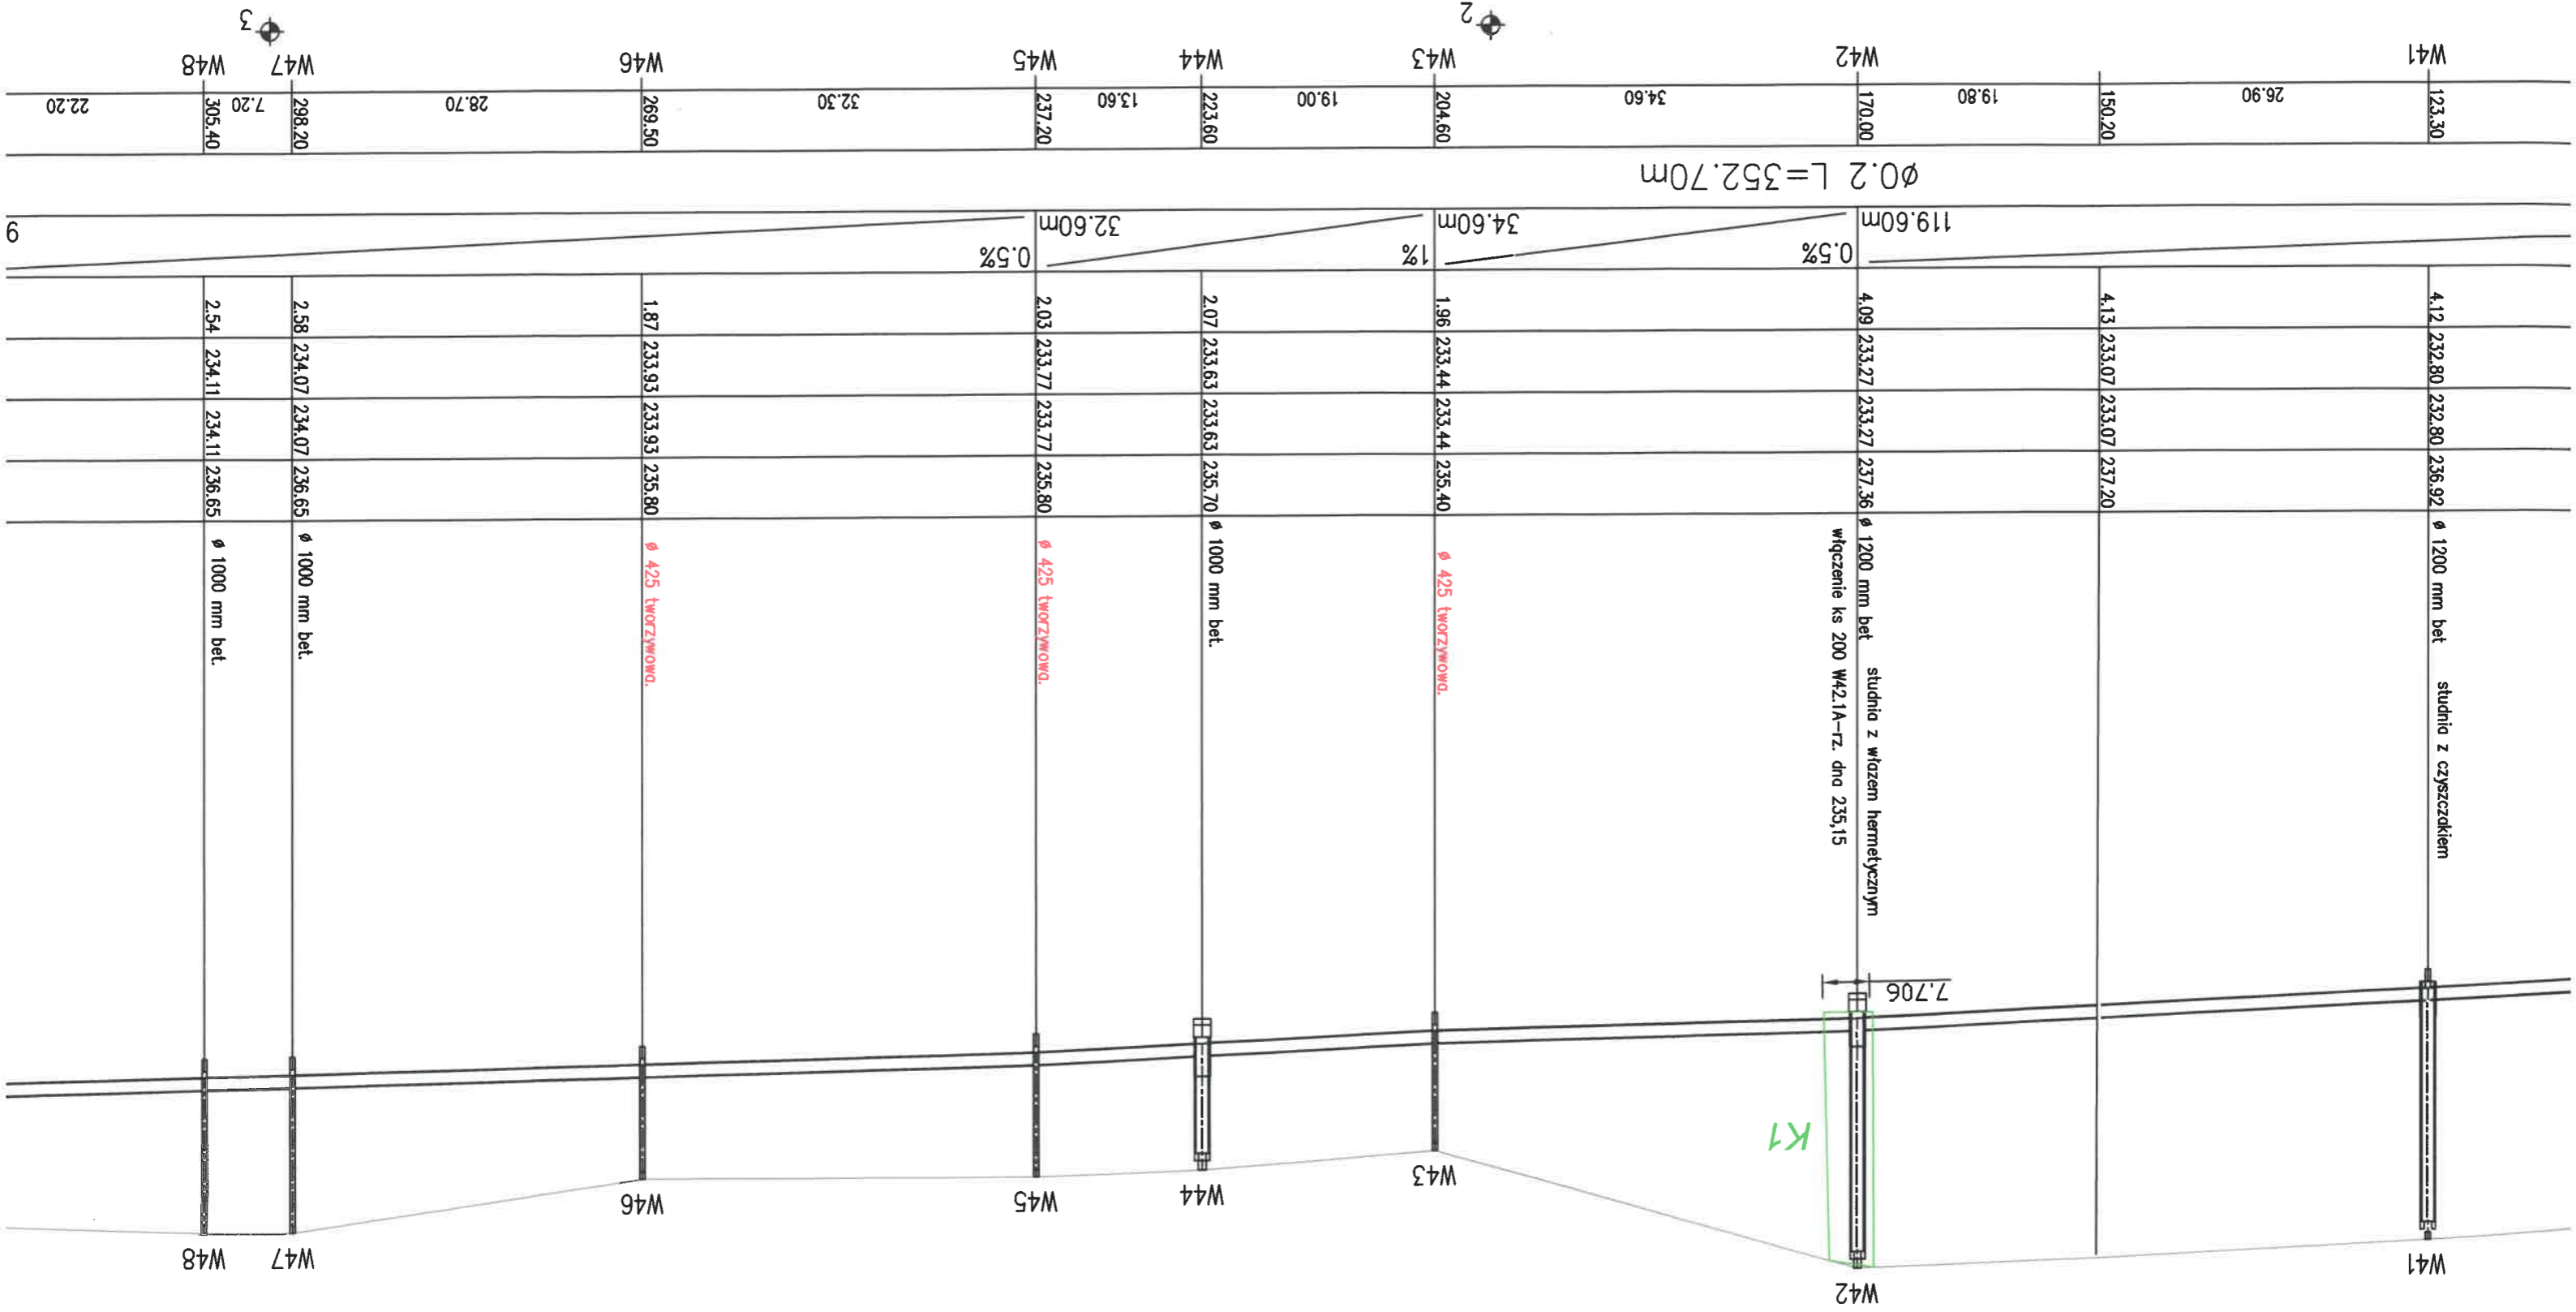 W41
W42
W43
W44
W45
W46
W47
W48
K1
7.706
ø 1200 mm bet studnia z czyszczakiem
ø 1200 mm bet studnia z włazem hermetycznym
włączenie ks 200 W42.1A-rz. dna 235,15
ø 425 tworzywowa.
ø 1000 mm bet.
ø 425 tworzywowa.
ø 425 tworzywowa.
ø 1000 mm bet.
ø 1000 mm bet.
236.92 237.20 237.36 235.40 235.70 235.80 235.80 236.65 236.65
232.80 233.07 233.27 233.44 233.63 233.77 233.93 234.07 234.11
232.80 233.07 233.27 233.44 233.63 233.77 233.93 234.07 234.11
4.12 4.13 4.09 1.96 2.07 2.03 1.87 2.58 2.54
0.5% 1% 0.5%
119.60m 34.60m 32.60m 6
ø0.2 L=352.70m
123.30 150.20 170.00 204.60 223.60 237.20 269.50 298.20 305.40
26.90 19.80 34.60 19.00 13.60 32.30 28.70 7.20 22.20
W41 W42 W43 W44 W45 W46 W47 W48
2 3